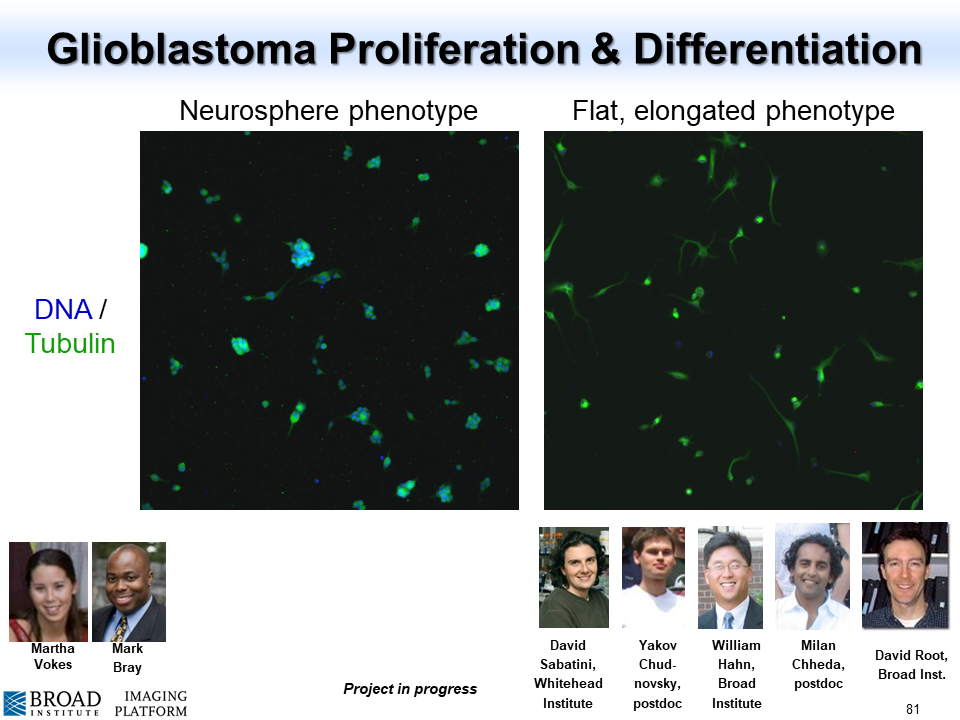 Glioblastoma Proliferation & Differentiation
Neurosphere phenotype
Flat, elongated phenotype
DNA /
Tubulin
Martha
Vokes
Mark
Bray
David
Sabatini,
Whitehead
Institute
Yakov
Chud-
novsky,
postdoc
William
Hahn,
Broad
Institute
Milan
Chheda,
postdoc
David Root,
Broad Inst.
BROAD
INSTITUTE
IMAGING
PLATFORM
Project in progress
81